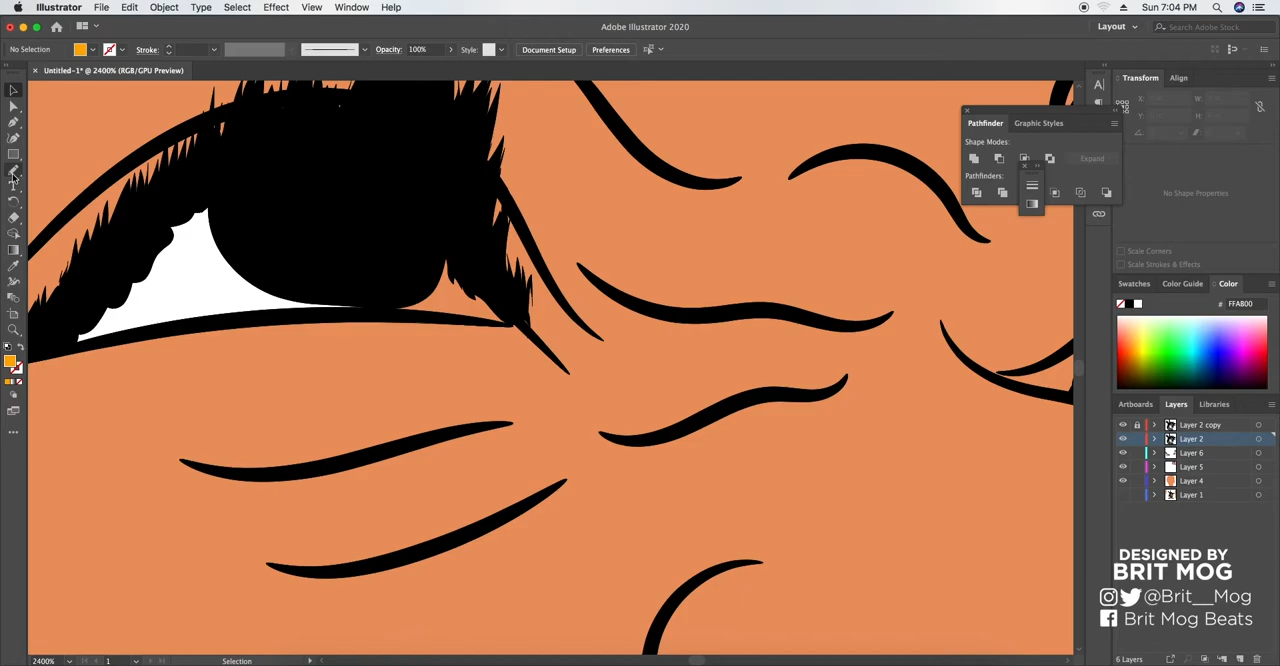 Illustrator File Edit Object Type Select Effect View Window Help Sun 7:04 PM
Adobe Illustrator 2020 Layout Search Adobe Stock
No Selection Stroke: Opacity: 100% Style: Document Setup Preferences
× Untitled-1* @ 2400% (RGB/GPU Preview)
Transform Align
X: W:
Y: H:
Pathfinder Graphic Styles
Shape Modes:
Expand
Pathfinders:
No Shape Properties
Scale Corners
Scale Strokes & Effects
Swatches Color Guide Color
# FFAB00
Artboards Layers Libraries
Layer 2 copy
Layer 2
Layer 6
Layer 5
Layer 4
Layer 1
DESIGNED BY
BRIT MOG
@Brit__Mog
Brit Mog Beats
2400% 1 Selection 6 Layers